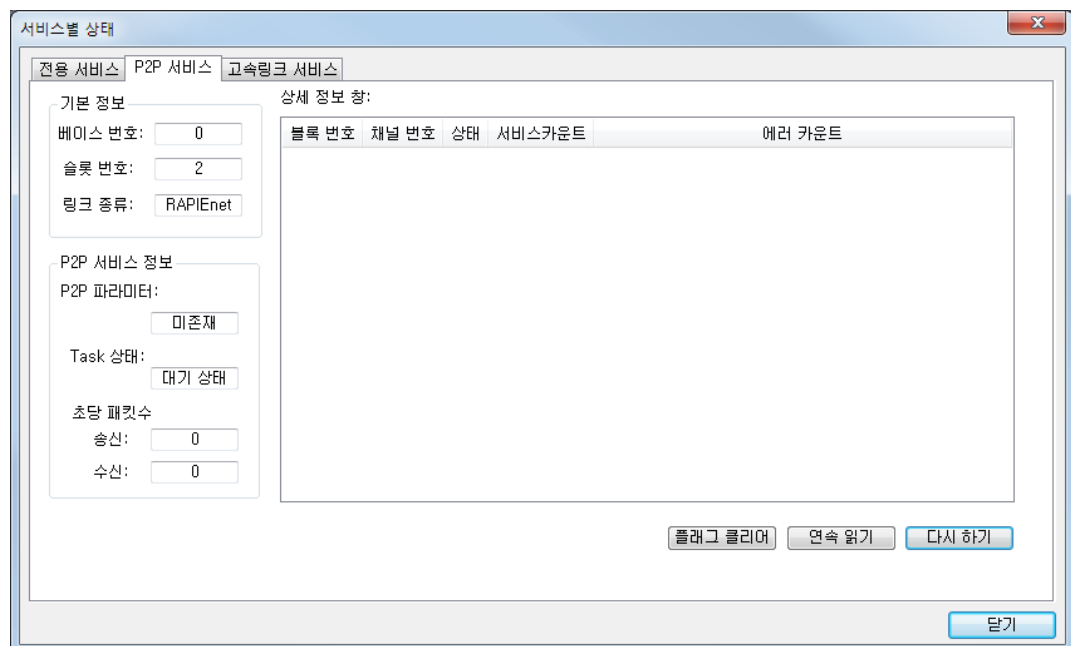 서비스별 상태
전용 서비스 P2P 서비스 고속링크 서비스
기본 정보
베이스 번호: 0
슬롯 번호: 2
링크 종류: RAPIEnet
P2P 서비스 정보
P2P 파라미터:
미존재
Task 상태:
대기 상태
초당 패킷수
송신: 0
수신: 0
상세 정보 창:
블록 번호 채널 번호 상태 서비스카운트 에러 카운트
플래그 클리어 연속 읽기 다시 하기
닫기